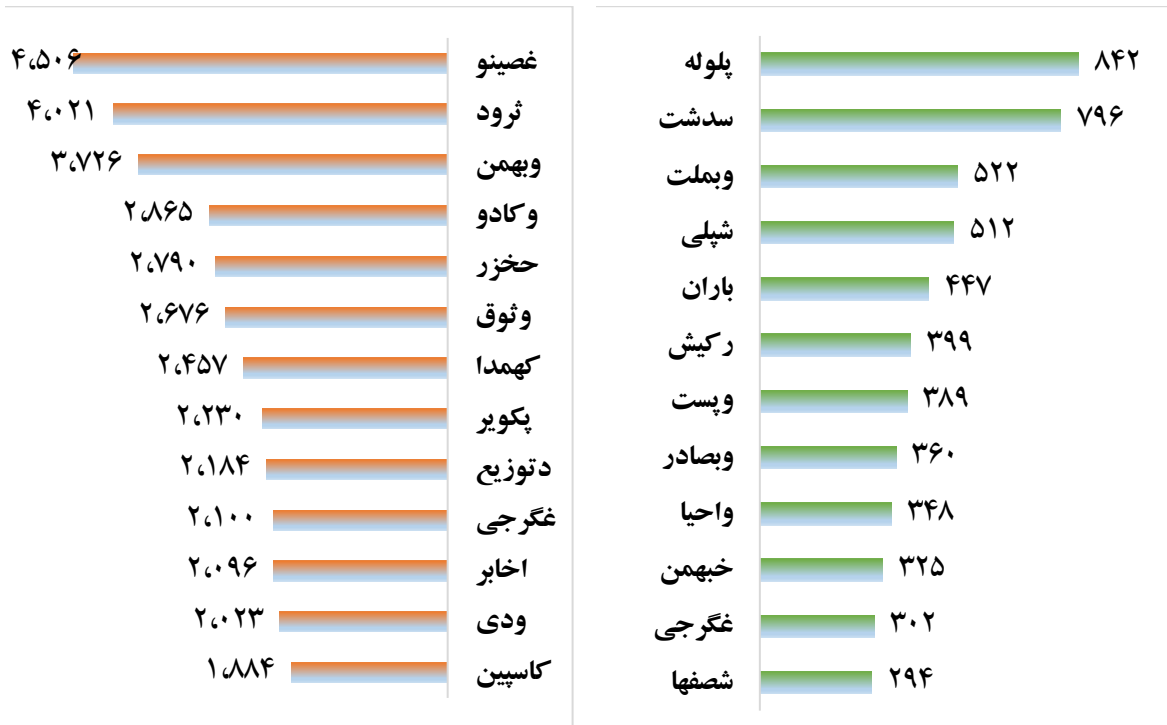 پلوله ۸۴۲
سدشت ۷۹۶
وبملت ۵۲۲
شپلی ۵۱۲
باران ۴۴۷
رکیش ۳۹۹
وپست ۳۸۹
وبصادر ۳۶۰
واحیا ۳۴۸
خبهمن ۳۲۵
غگرجی ۳۰۲
شصفها ۲۹۴
غصینو ۴،۵۰۶
ثرود ۴،۰۲۱
وبهمن ۳،۷۲۶
وکادو ۲،۸۶۵
حخزر ۲،۷۹۰
وثوق ۲،۶۷۶
کهمدا ۲،۴۵۷
پکویر ۲،۲۳۰
دتوزیع ۲،۱۸۴
غگرجی ۲،۱۰۰
اخابر ۲،۰۹۶
ودی ۲،۰۲۳
کاسپین ۱،۸۸۴